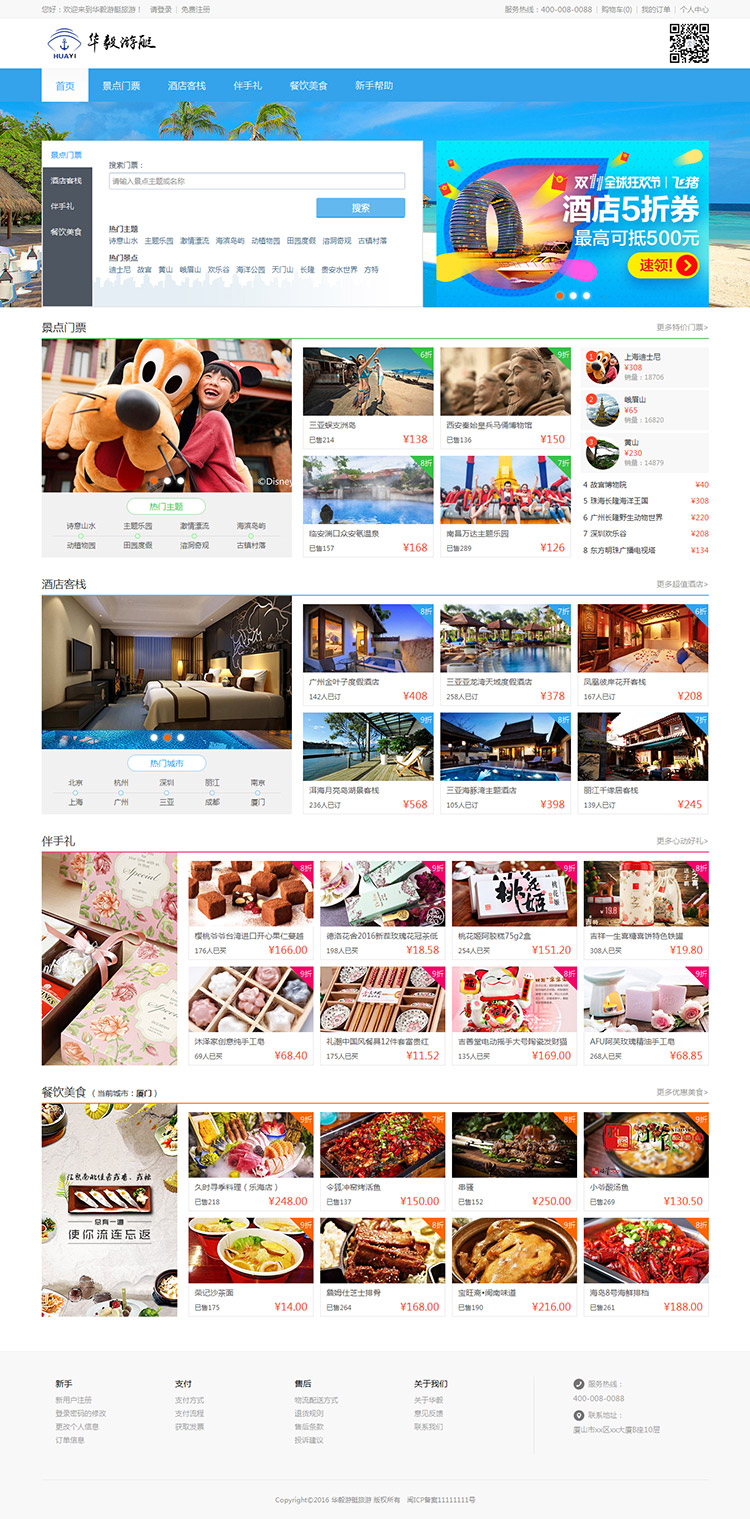 您好，欢迎来到华毅游艇旅游！ 请登录 | 免费注册
服务热线：400-008-0088 | 购物车(0) | 我的订单 | 个人中心
HUAYI 华毅游艇
首页 景点门票 酒店客栈 伴手礼 餐饮美食 新手帮助
景点门票
酒店客栈
伴手礼
餐饮美食
搜索门票：
请输入景点主题或名称
搜索
热门主题
诗意山水 主题乐园 激情漂流 海滨岛屿 动植物园 田园度假 溶洞奇观 古镇村落
热门景点
迪士尼 故宫 黄山 峨眉山 欢乐谷 海洋公园 天门山 长隆 贵安水世界 方特
双11全球狂欢节 | 飞猪
酒店5折券
最高可抵500元
速领！
景点门票
更多特价门票>
©Disney
热门主题
诗意山水 主题乐园 激情漂流 海滨岛屿
动植物园 田园度假 溶洞奇观 古镇村落
6折
三亚蜈支洲岛
已售214 ¥138
9折
西安秦始皇兵马俑博物馆
已售136 ¥150
8折
临安湍口众安氡温泉
已售157 ¥168
7折
南昌万达主题乐园
已售289 ¥126
1 上海迪士尼
¥308
销量：18706
2 峨眉山
¥65
销量：16820
3 黄山
¥230
销量：14879
4 故宫博物院 ¥40
5 珠海长隆海洋王国 ¥308
6 广州长隆野生动物世界 ¥220
7 深圳欢乐谷 ¥208
8 东方明珠广播电视塔 ¥134
酒店客栈
更多超值酒店>
热门城市
北京 杭州 深圳 丽江 南京
上海 广州 三亚 成都 厦门
8折
广州金叶子度假酒店
142人已订 ¥408
7折
三亚亚龙湾天域度假酒店
258人已订 ¥378
6折
凤凰彼岸花开客栈
167人已订 ¥208
9折
洱海月亮岛湖景客栈
236人已订 ¥568
8折
三亚海豚湾主题酒店
105人已订 ¥398
7折
丽江千缘居客栈
139人已订 ¥245
伴手礼
更多心动好礼>
Special
8折
樱桃爷爷台湾进口开心果仁蔓越
176人已买 ¥166.00
9折
德洛花舍2016新茬玫瑰花冠茶低
198人已买 ¥18.58
9折
桃花姬
桃花姬阿胶糕75g2盒
254人已买 ¥151.20
8折
吉祥一生喜糖喜饼特色铁罐
308人已买 ¥19.80
9折
沐泽家创意纯手工皂
69人已买 ¥68.40
9折
礼潮中国风餐具12件套富贵红
175人已买 ¥11.52
8折
吉善堂电动摇手大号陶瓷发财猫
135人已买 ¥169.00
9折
AFU阿芙玫瑰精油手工皂
268人已买 ¥68.85
餐饮美食（当前城市：厦门）
更多优惠美食>
总有一道
使你流连忘返
9折
久时寻季料理（乐海店）
已售218 ¥248.00
7折
令狐冲窑烤活鱼
已售137 ¥150.00
8折
串骚
已售152 ¥250.00
9折
小爷酸汤鱼
已售269 ¥130.50
9折
荣记沙茶面
已售175 ¥14.00
8折
詹姆仕芝士排骨
已售264 ¥168.00
9折
宝旺斋•闽南味道
已售190 ¥216.00
8折
海岛8号海鲜排档
已售261 ¥188.00
新手 支付 售后 关于我们
新用户注册 支付方式 物流配送方式 关于华毅
登录密码的修改 支付流程 退货规则 意见反馈
更改个人信息 获取发票 售后条款 联系我们
订单信息 投诉建议
服务热线：
400-008-0088
联系地址：
厦山市xx区xx大厦B座10层
Copyright©2016 华毅游艇旅游 版权所有 闽ICP备案11111111号